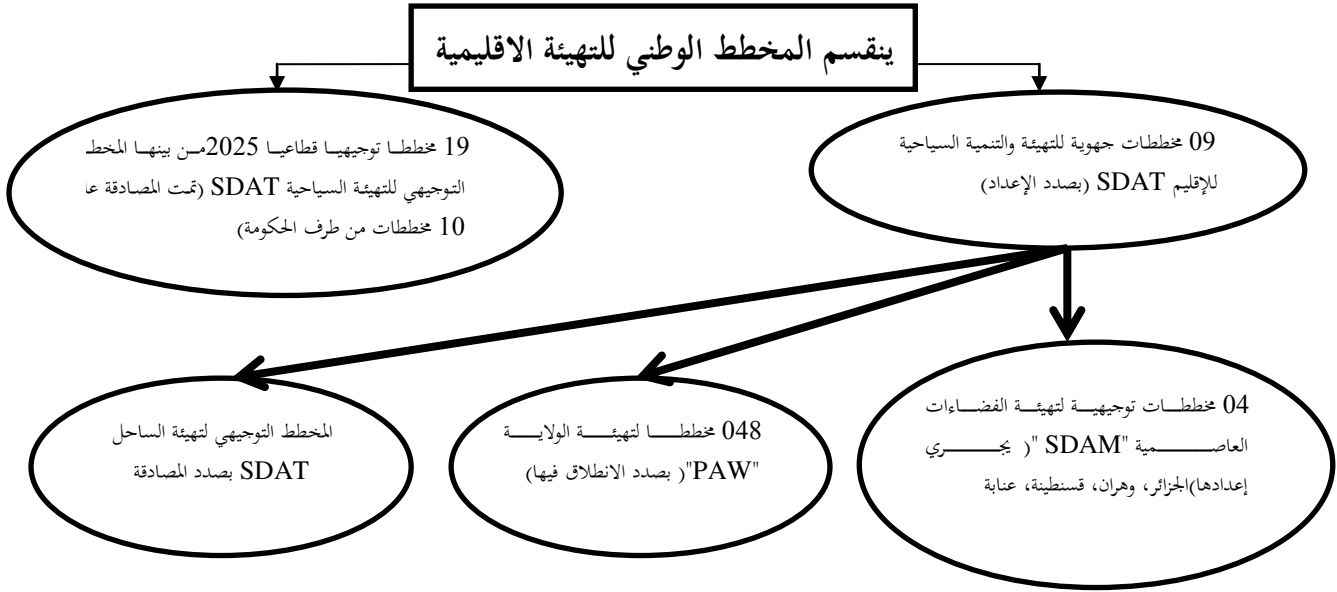 ينقسم المخطط الوطني للتهيئة الاقليمية
09 مخططات جهوية للتهيئة والتنمية السياحية
للإقليم SDAT (بصدد الإعداد)
19 مخططا توجيهيا قطاعيا 2025من بينها المخط
التوجيهي للتهيئة السياحية SDAT (تمت المصادقة عا
10 مخططات من طرف الحكومة)
04 مخططات توجيهية لتهيئة الفضاءات
العاصمية "SDAM "( يجري
إعدادها)الجزائر، وهران، قسنطينة، عنابة
048 مخططا لتهيئة الولاية
"PAW"( بصدد الانطلاق فيها)
المخطط التوجيهي لتهيئة الساحل
SDAT بصدد المصادقة